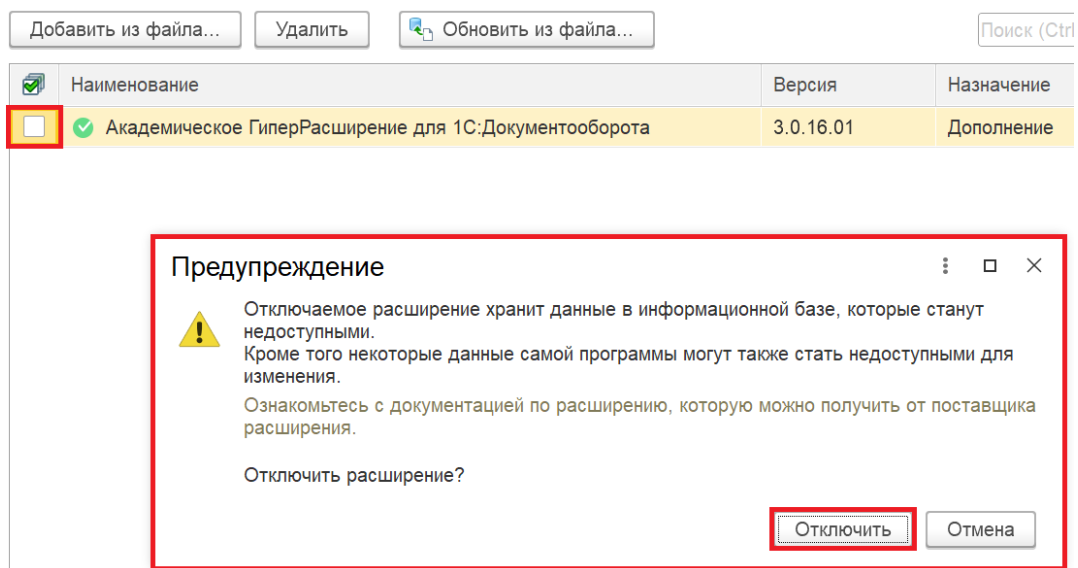 Добавить из файла... Удалить Обновить из файла... Поиск (Ctrl
Наименование Версия Назначение
Академическое ГиперРасширение для 1С:Документооборота 3.0.16.01 Дополнение
Предупреждение
Отключаемое расширение хранит данные в информационной базе, которые станут
недоступными.
Кроме того некоторые данные самой программы могут также стать недоступными для
изменения.
Ознакомьтесь с документацией по расширению, которую можно получить от поставщика
расширения.
Отключить расширение?
Отключить Отмена